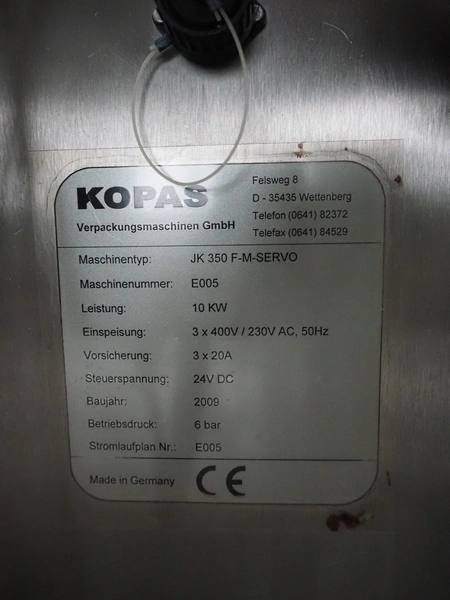 KOPAS
Verpackungsmaschinen GmbH
Felsweg 8
D - 35435 Wettenberg
Telefon (0641) 82372
Telefax (0641) 84529
Maschinentyp: JK 350 F-M-SERVO
Maschinenummer: E005
Leistung: 10 KW
Einspeisung: 3 x 400V / 230V AC, 50Hz
Vorsicherung: 3 x 20A
Steuerspannung: 24V DC
Baujahr: 2009
Betriebsdruck: 6 bar
Stromlaufplan Nr.: E005
Made in Germany CE